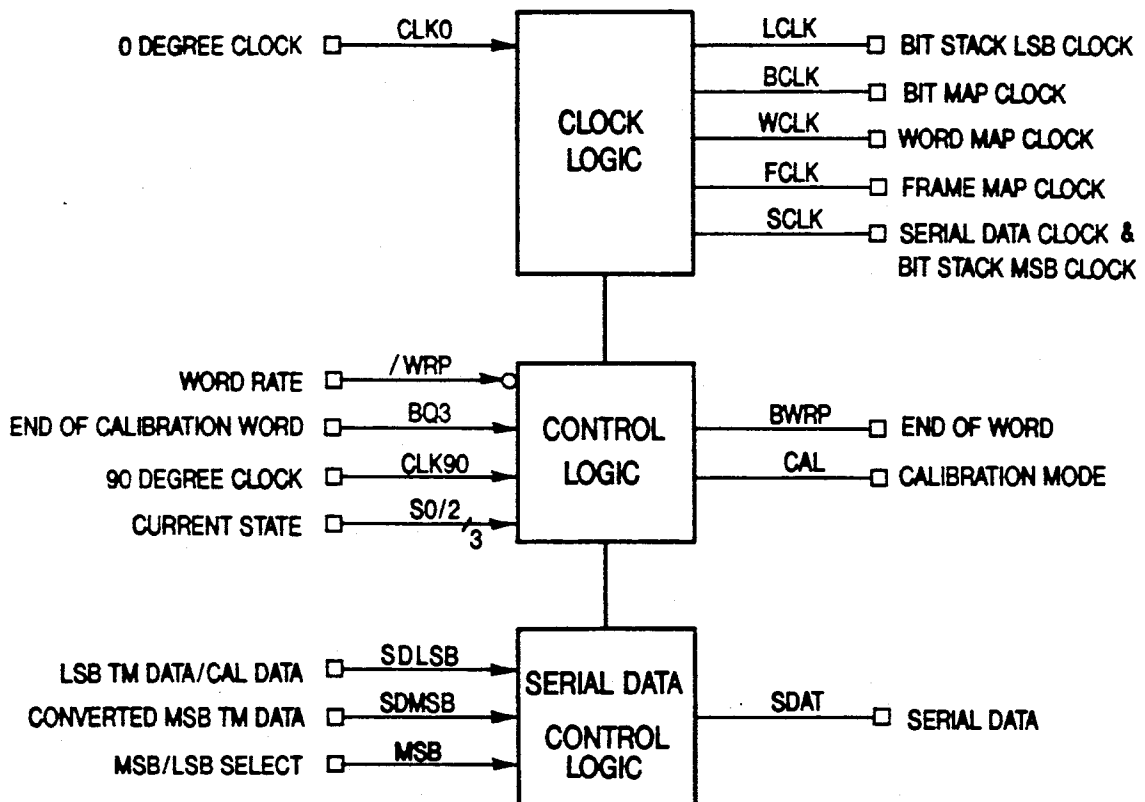 0 DEGREE CLOCK CLK0 LCLK BIT STACK LSB CLOCK
BCLK BIT MAP CLOCK
CLOCK LOGIC
WCLK WORD MAP CLOCK
FCLK FRAME MAP CLOCK
SCLK SERIAL DATA CLOCK &
BIT STACK MSB CLOCK
WORD RATE /WRP
END OF CALIBRATION WORD BQ3
CONTROL LOGIC
BWRP END OF WORD
90 DEGREE CLOCK CLK90
CAL CALIBRATION MODE
CURRENT STATE S0/2 3
LSB TM DATA/CAL DATA SDLSB
SERIAL DATA
CONTROL
LOGIC
CONVERTED MSB TM DATA SDMSB
SDAT SERIAL DATA
MSB/LSB SELECT MSB